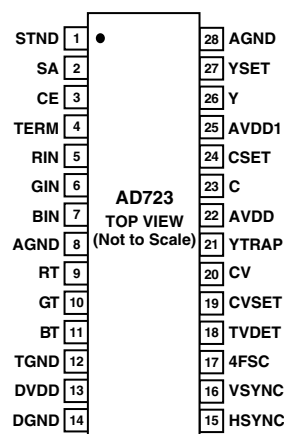 STND 1 28 AGND
SA 2 27 YSET
CE 3 26 Y
TERM 4 25 AVDD1
RIN 5 24 CSET
GIN 6 23 C
BIN 7 22 AVDD
AGND 8 21 YTRAP
RT 9 20 CV
GT 10 19 CVSET
BT 11 18 TVDET
TGND 12 17 4FSC
DVDD 13 16 VSYNC
DGND 14 15 HSYNC
AD723
TOP VIEW
(Not to Scale)